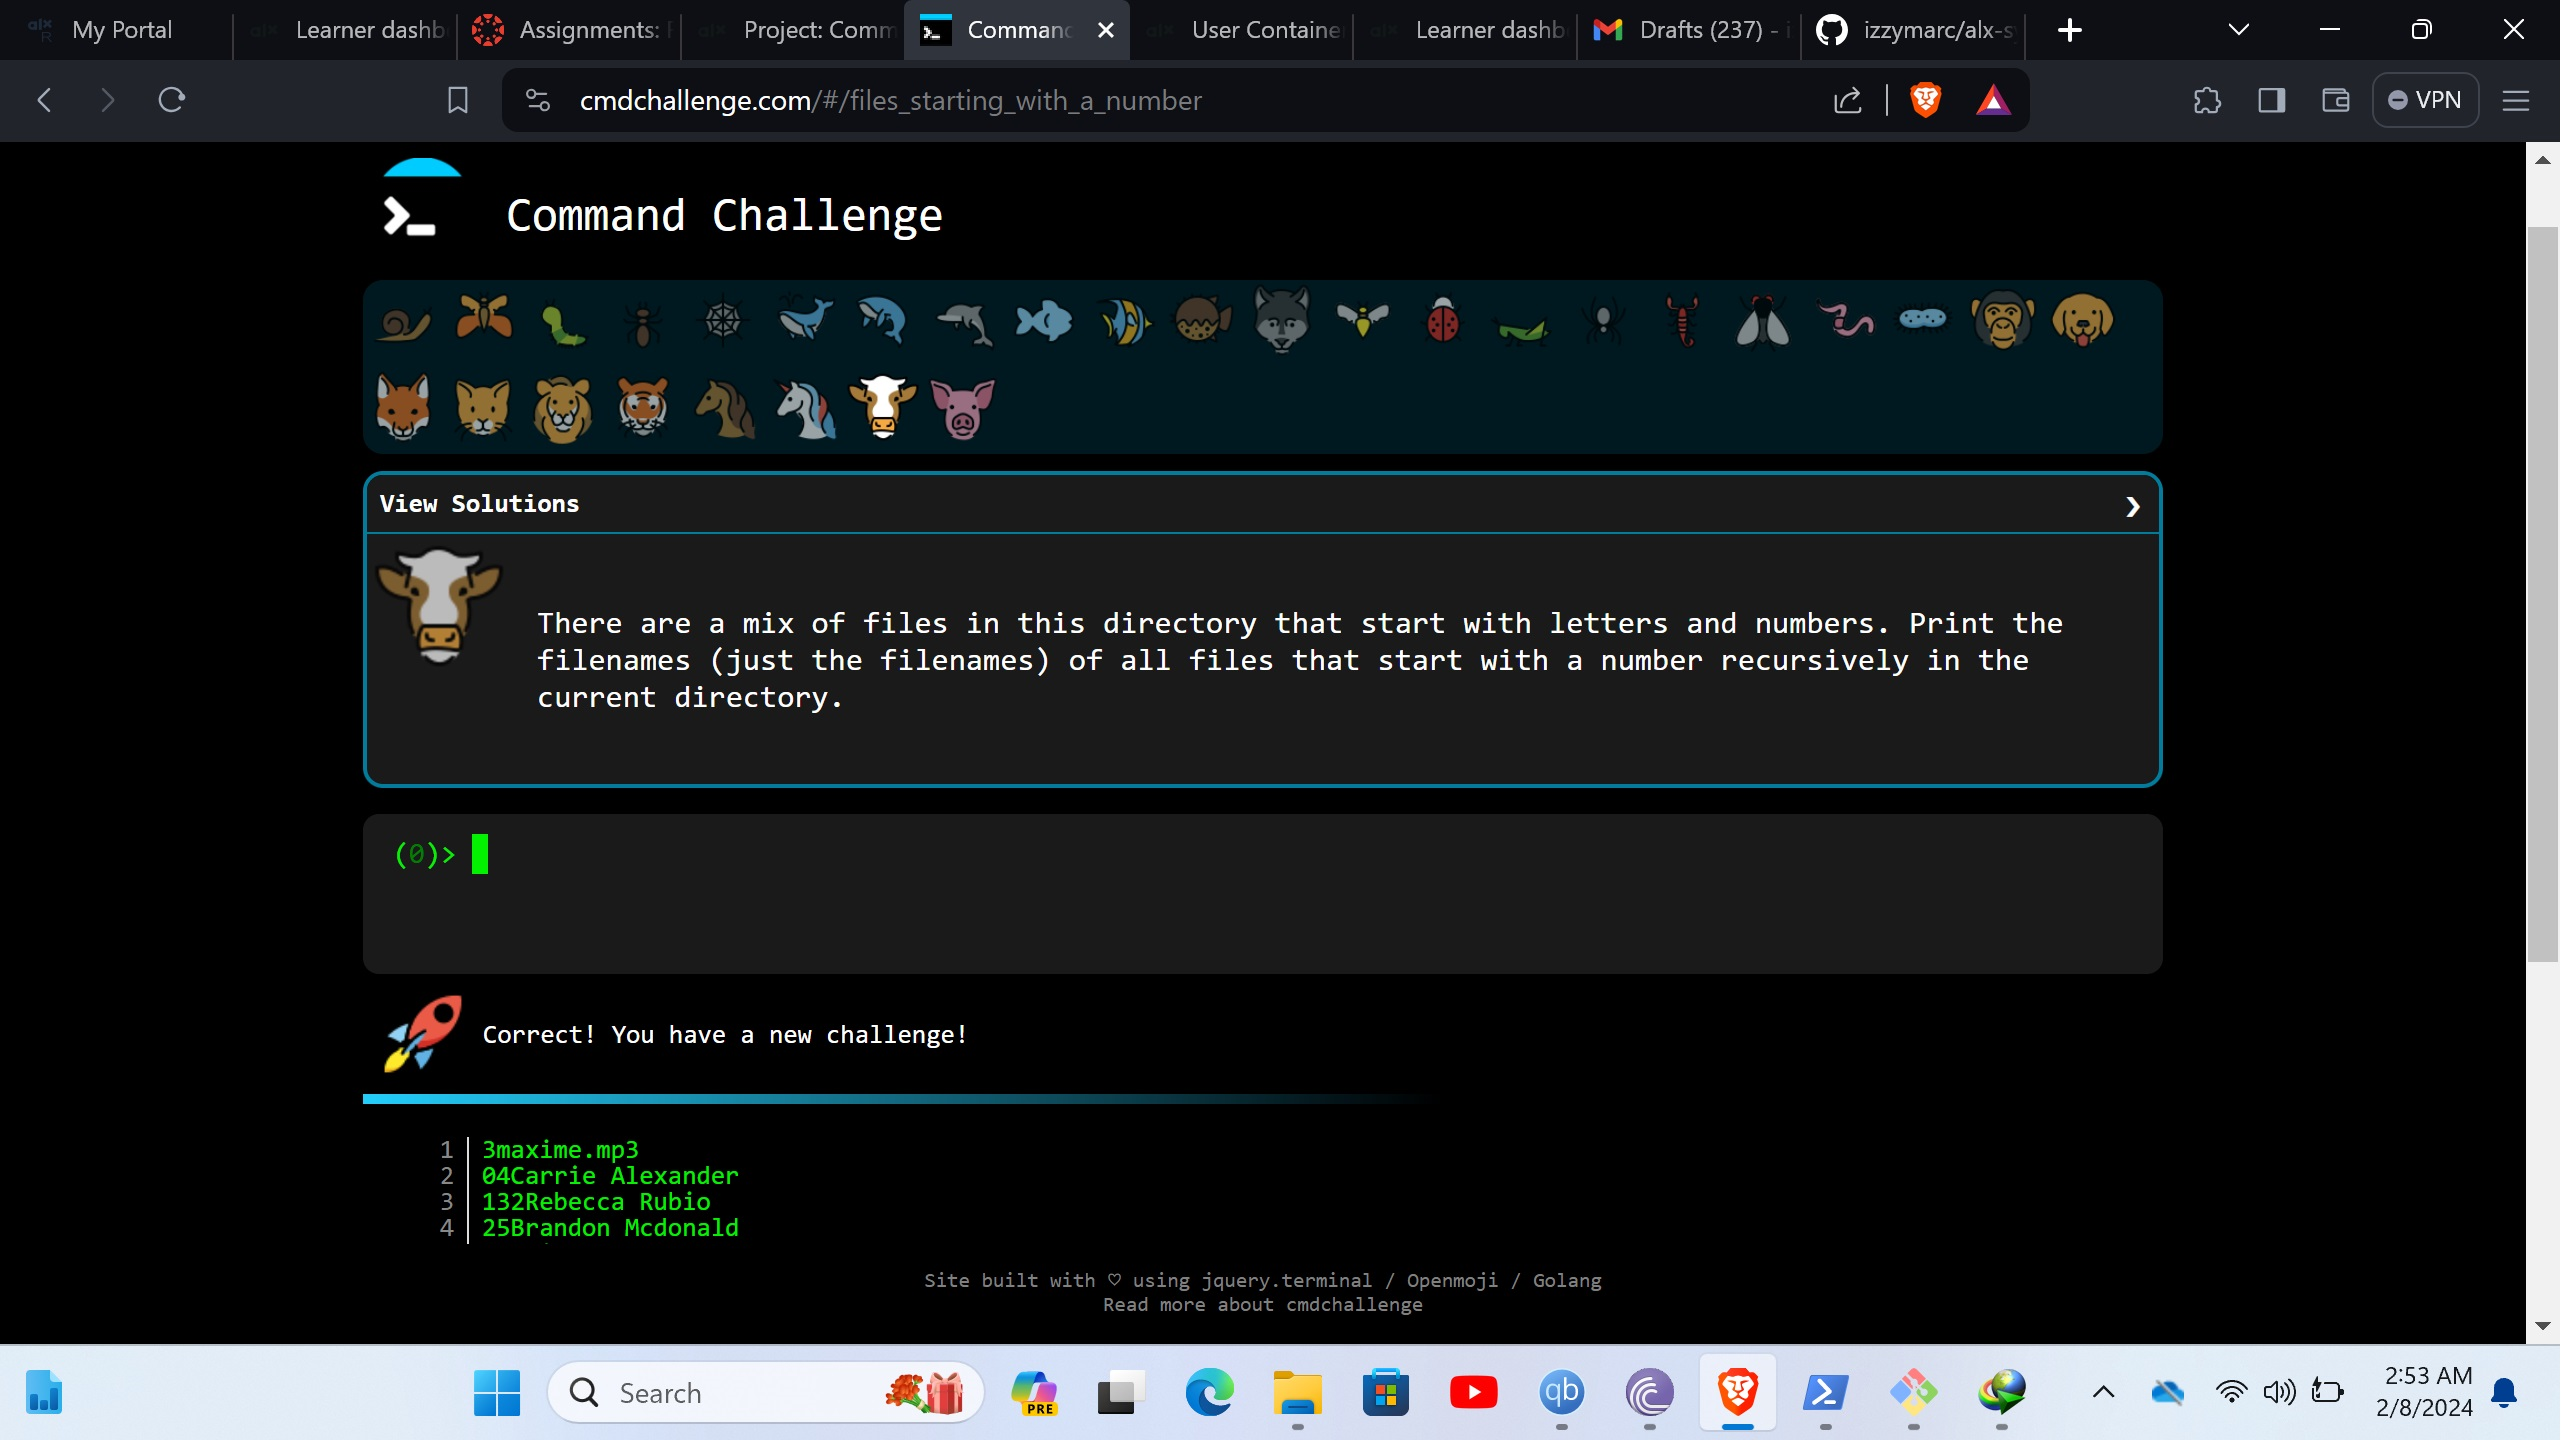 My Portal
Learner dashb
Assignments:
Project: Comm
Command
User Containe
Learner dashb
Drafts (237) - i
izzymarc/alx-s
cmdchallenge.com/#/files_starting_with_a_number
VPN
Command Challenge
View Solutions
There are a mix of files in this directory that start with letters and numbers. Print the
filenames (just the filenames) of all files that start with a number recursively in the
current directory.
(0)>
Correct! You have a new challenge!
1 3maxime.mp3
2 04Carrie Alexander
3 132Rebecca Rubio
4 25Brandon Mcdonald
Site built with ♡ using jquery.terminal / Openmoji / Golang
Read more about cmdchallenge
Search
PRE
qb
2:53 AM
2/8/2024